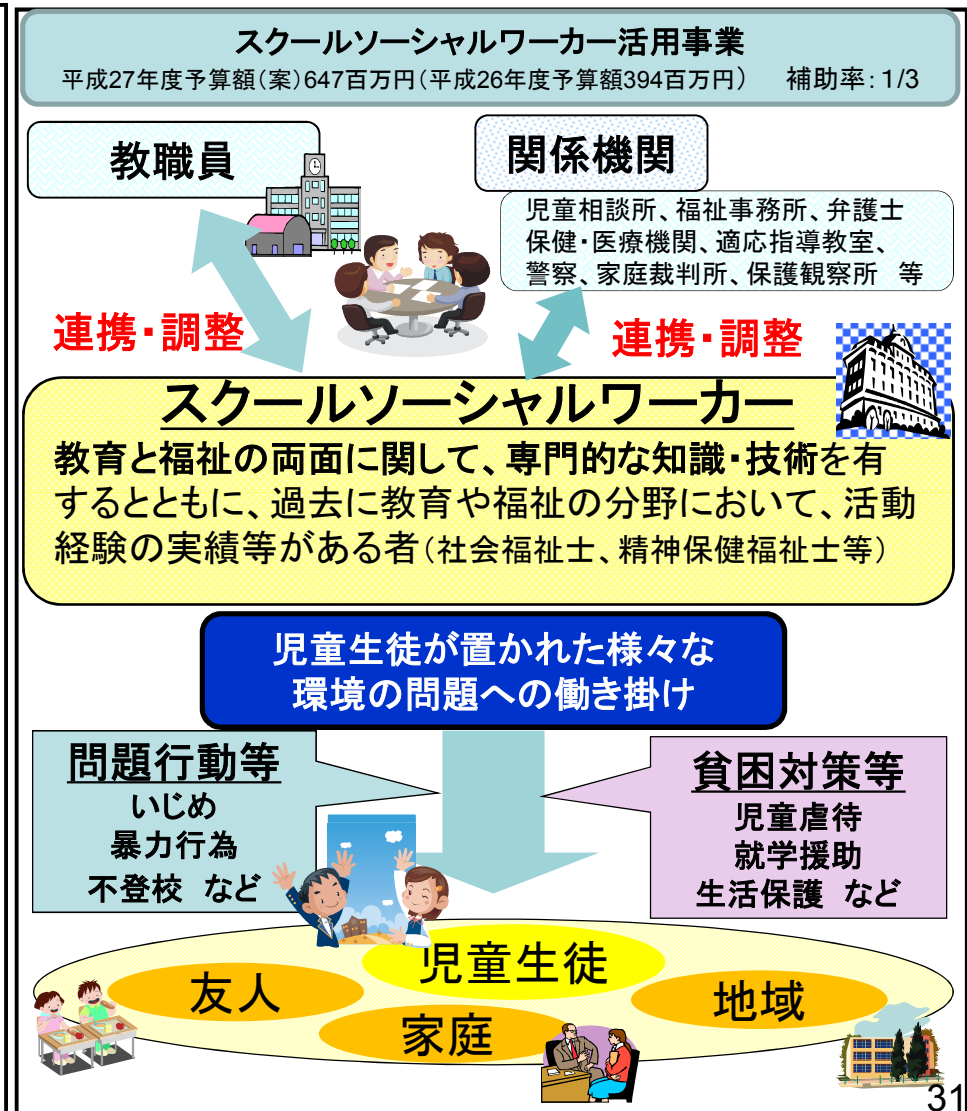 スクールソーシャルワーカー活用事業
平成27年度予算額(案)647百万円(平成26年度予算額394百万円) 補助率:1/3
教職員
関係機関
児童相談所、福祉事務所、弁護士
保健・医療機関、適応指導教室、
警察、家庭裁判所、保護観察所 等
連携・調整
連携・調整
スクールソーシャルワーカー
教育と福祉の両面に関して、専門的な知識・技術を有
するとともに、過去に教育や福祉の分野において、活動
経験の実績等がある者(社会福祉士、精神保健福祉士等)
児童生徒が置かれた様々な
環境の問題への働き掛け
問題行動等
いじめ
暴力行為
不登校 など
貧困対策等
児童虐待
就学援助
生活保護 など
児童生徒
友人
地域
家庭
31